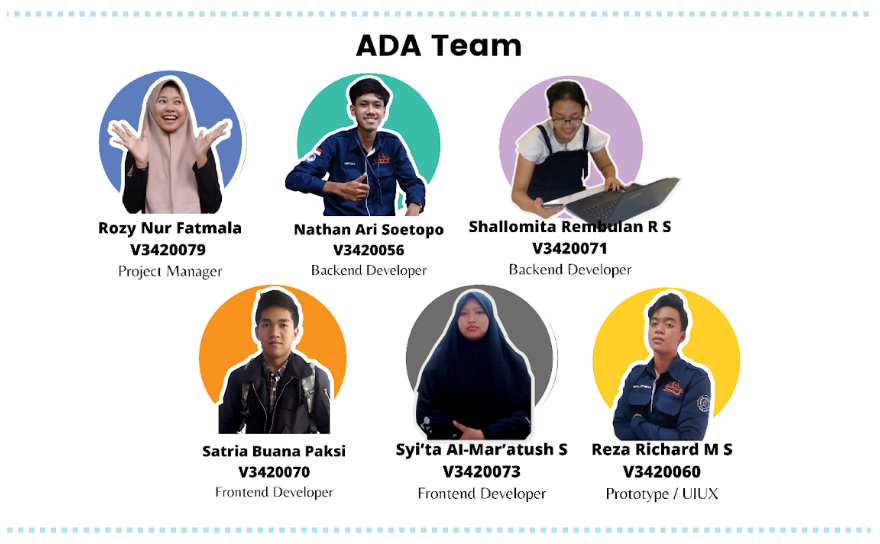 ADA Team
Rozy Nur Fatmala
V3420079
Project Manager
Nathan Ari Soetopo
V3420056
Backend Developer
Shallomita Rembulan R S
V3420071
Backend Developer
Satria Buana Paksi
V3420070
Frontend Developer
Syi’ta Al-Mar’atush S
V3420073
Frontend Developer
Reza Richard M S
V3420060
Prototype / UIUX